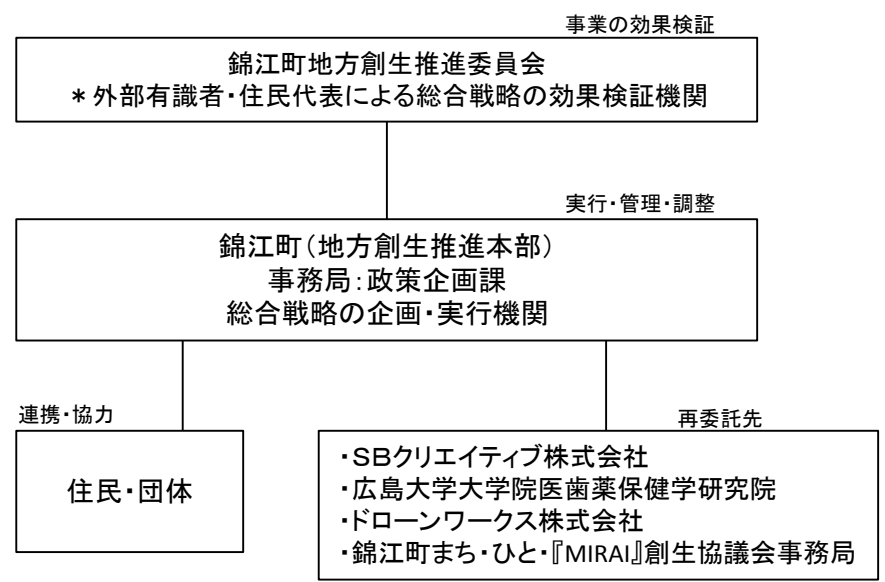 事業の効果検証
錦江町地方創生推進委員会
＊外部有識者・住民代表による総合戦略の効果検証機関
実行・管理・調整
錦江町（地方創生推進本部）
事務局：政策企画課
総合戦略の企画・実行機関
連携・協力
住民・団体
再委託先
・ＳＢクリエイティブ株式会社
・広島大学大学院医歯薬保健学研究院
・ドローンワークス株式会社
・錦江町まち・ひと・『MIRAI』創生協議会事務局